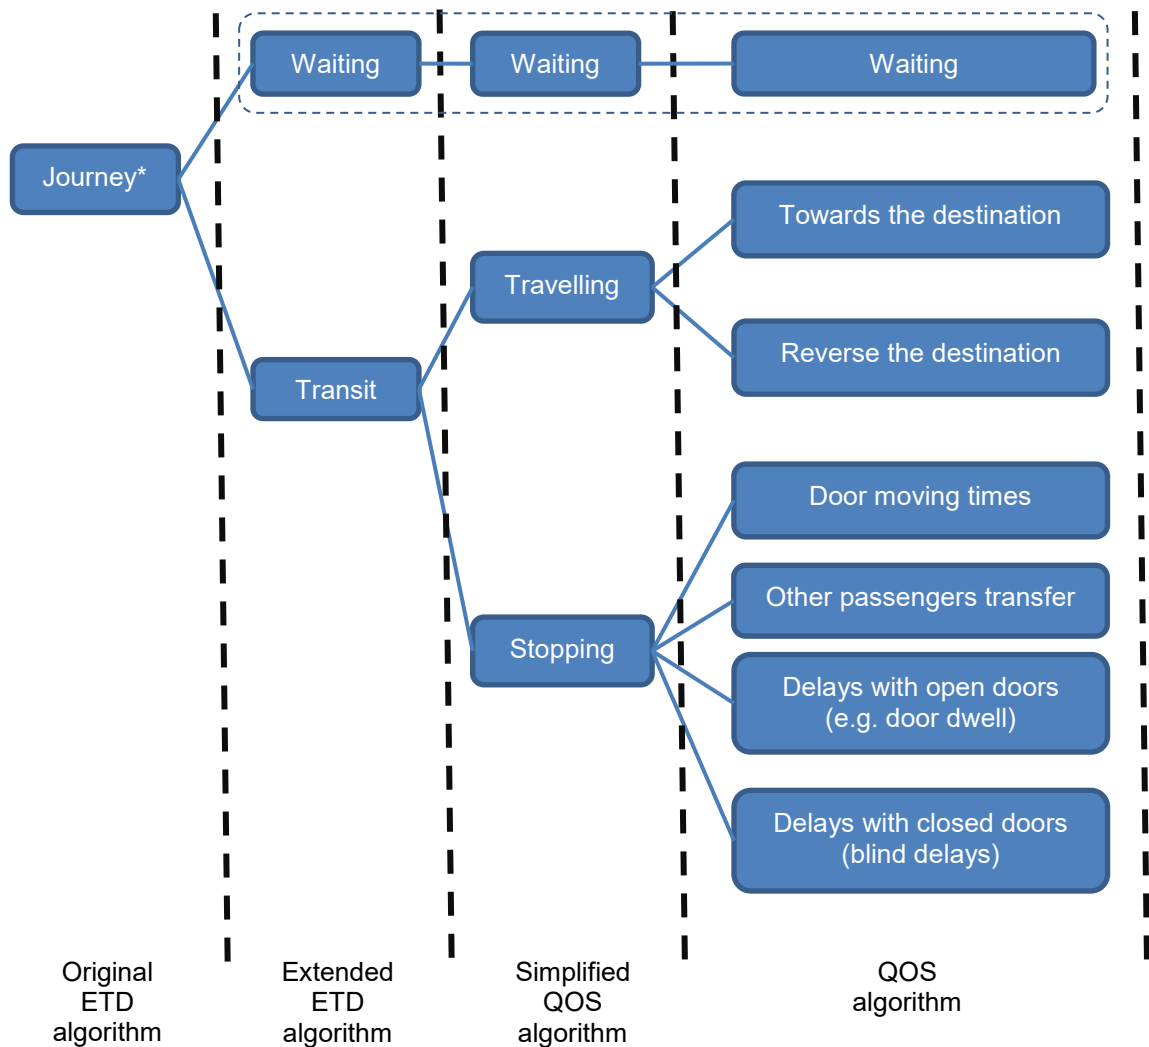 Waiting
Waiting
Waiting
Journey*
Towards the destination
Travelling
Reverse the destination
Transit
Door moving times
Other passengers transfer
Stopping
Delays with open doors
(e.g. door dwell)
Delays with closed doors
(blind delays)
Original
ETD
algorithm
Extended
ETD
algorithm
Simplified
QOS
algorithm
QOS
algorithm